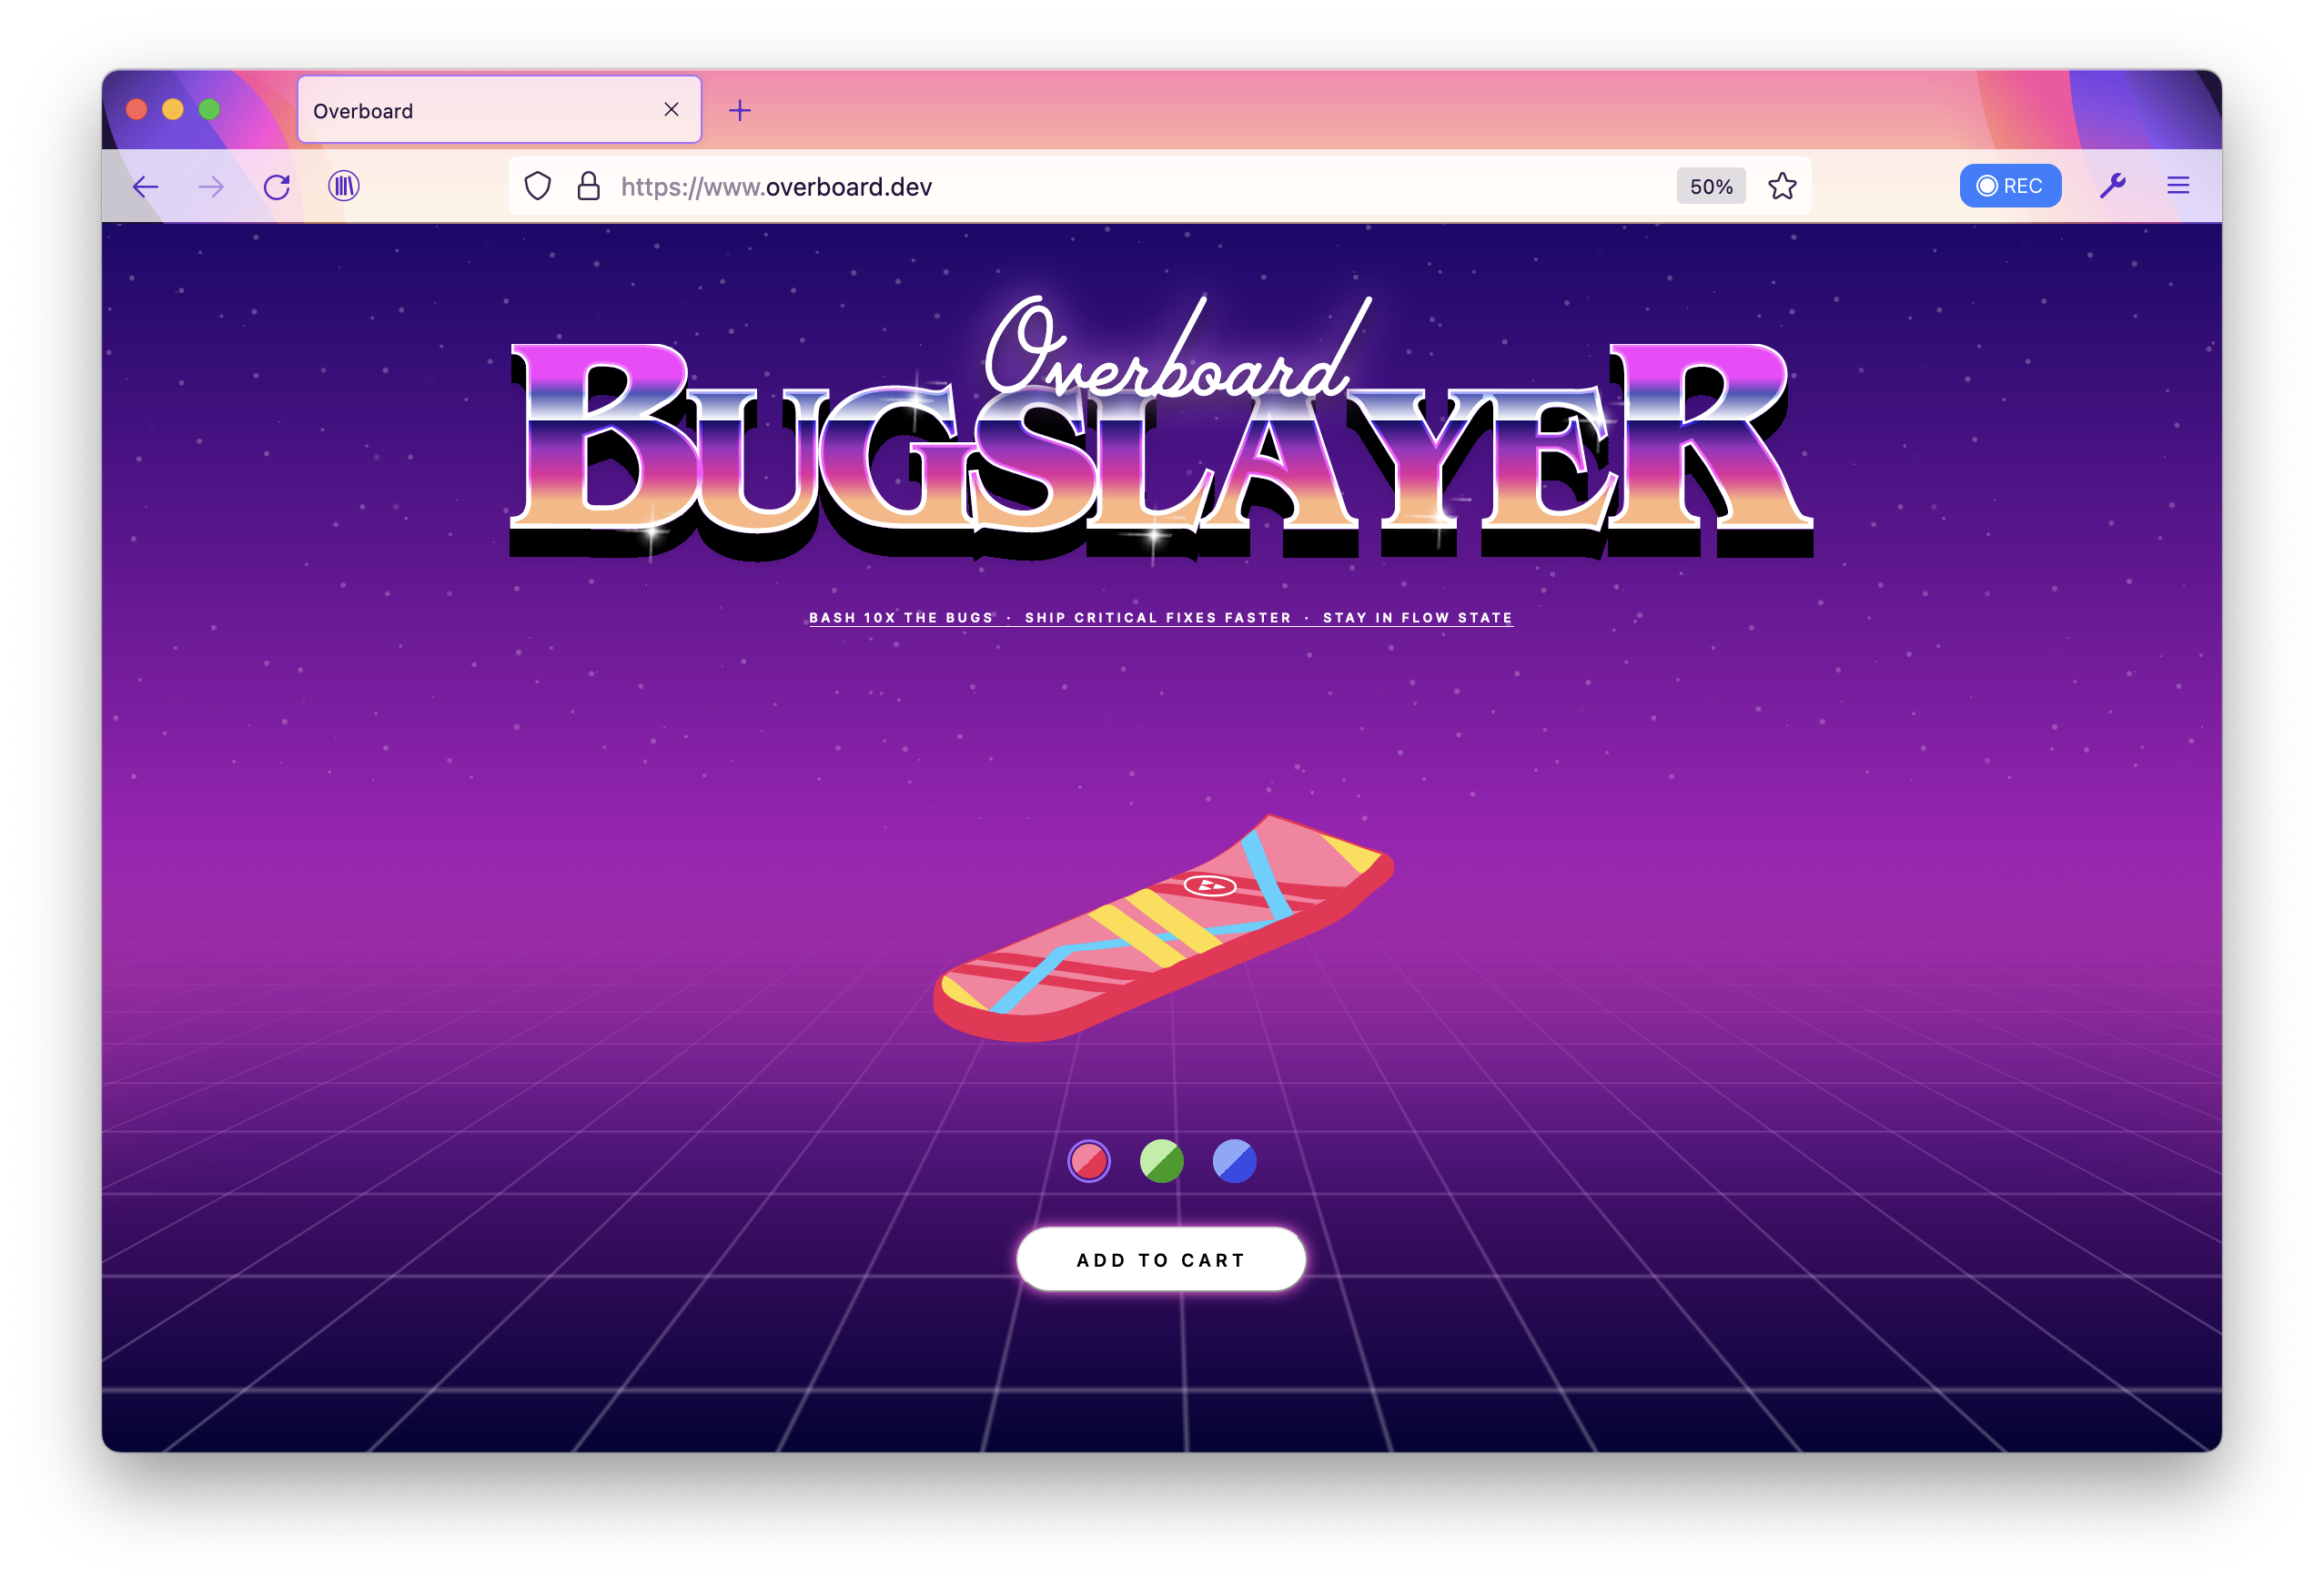 Overboard
https://www.overboard.dev
50%
REC
Overboard
BUGSLAYER
BASH 10X THE BUGS · SHIP CRITICAL FIXES FASTER · STAY IN FLOW STATE
ADD TO CART